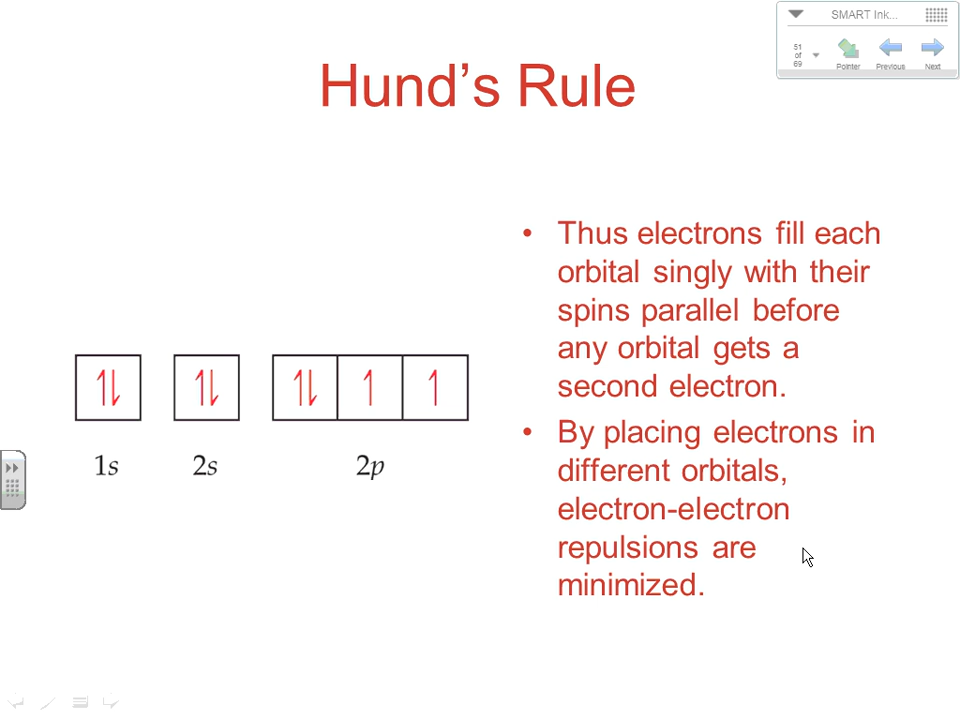 SMART Ink...
51
of
69
Pointer
Previous
Next
Hund’s Rule
• Thus electrons fill each
orbital singly with their
spins parallel before
any orbital gets a
second electron.
• By placing electrons in
different orbitals,
electron-electron
repulsions are
minimized.
1s
2s
2p